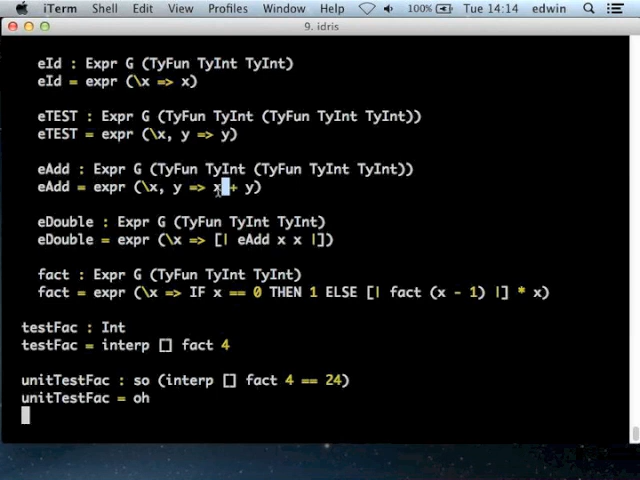 iTerm Shell Edit View Profiles Window Help 100% Tue 14:14 edwin
9. idris
eId : Expr G (TyFun TyInt TyInt)
eId = expr (\x => x)
eTEST : Expr G (TyFun TyInt (TyFun TyInt TyInt))
eTEST = expr (\x, y => y)
eAdd : Expr G (TyFun TyInt (TyFun TyInt TyInt))
eAdd = expr (\x, y => x + y)
eDouble : Expr G (TyFun TyInt TyInt)
eDouble = expr (\x => [| eAdd x x |])
fact : Expr G (TyFun TyInt TyInt)
fact = expr (\x => IF x == 0 THEN 1 ELSE [| fact (x - 1) |] * x)
testFac : Int
testFac = interp [] fact 4
unitTestFac : so (interp [] fact 4 == 24)
unitTestFac = oh